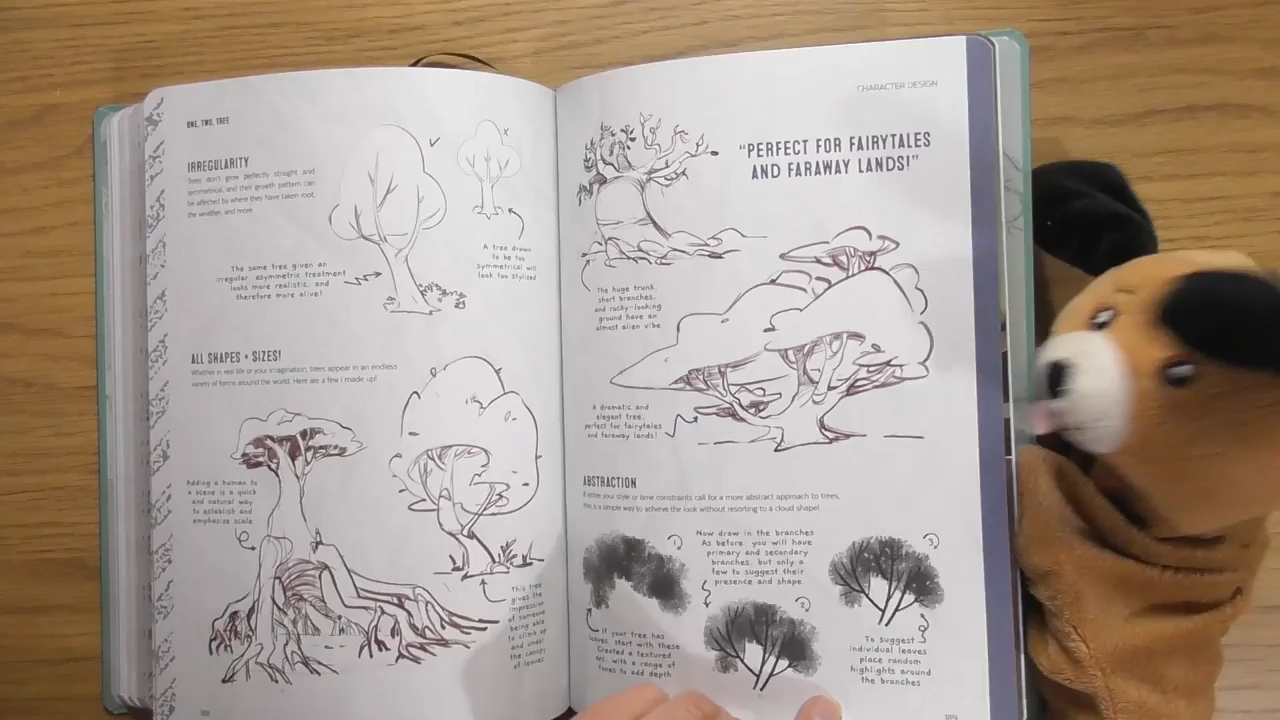 ONE, TWO, TREE
IRREGULARITY
Trees don't grow perfectly straight and
symmetrical, and their growth pattern can
be affected by where they have taken root,
the weather, and more.
The same tree given an
irregular, asymmetric treatment
looks more realistic, and
therefore more alive!
A tree drawn
to be too
symmetrical will
look too stylized
ALL SHAPES + SIZES!
Whether in real life or your imagination, trees appear in an endless
variety of forms around the world. Here are a few I made up!
Adding a human to
a scene is a quick
and natural way
to establish and
emphasize scale
This tree
gives the
impression
of someone
being able
to climb up
and under
the canopy
of leaves
CHARACTER DESIGN
"PERFECT FOR FAIRYTALES
AND FARAWAY LANDS!"
The huge trunk,
short branches,
and rocky-looking
ground have an
almost alien vibe
A dramatic and
elegant tree,
perfect for fairytales
and faraway lands!
ABSTRACTION
If either your style or time constraints call for a more abstract approach to trees,
this is a simple way to achieve the look without resorting to a cloud shape!
1
Now draw in the branches
As before, you will have
primary and secondary
branches, but only a
few to suggest their
presence and shape
3
2
If your tree has
leaves, start with these
Created a textured
arc, with a range of
tones to add depth
To suggest
individual leaves
place random
highlights around
the branches
188
189